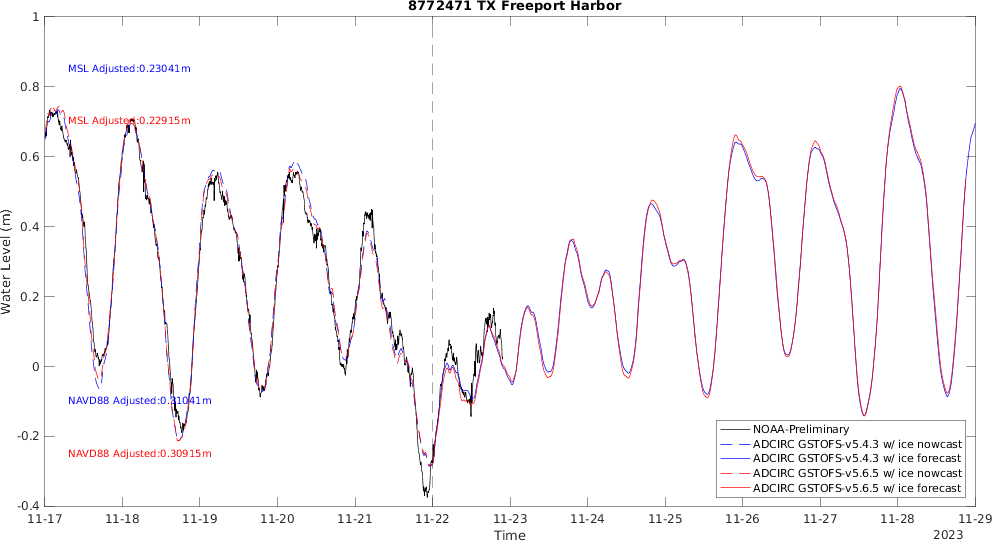 8772471 TX Freeport Harbor
1
0.8
0.6
0.4
0.2
0
-0.2
-0.4
Water Level (m)
MSL Adjusted:0.23041m
MSL Adjusted:0.22915m
NAVD88 Adjusted:0.31041m
NAVD88 Adjusted:0.30915m
NOAA-Preliminary
ADCIRC GSTOFS-v5.4.3 w/ ice nowcast
ADCIRC GSTOFS-v5.4.3 w/ ice forecast
ADCIRC GSTOFS-v5.6.5 w/ ice nowcast
ADCIRC GSTOFS-v5.6.5 w/ ice forecast
11-17 11-18 11-19 11-20 11-21 11-22 11-23 11-24 11-25 11-26 11-27 11-28 11-29
Time
2023